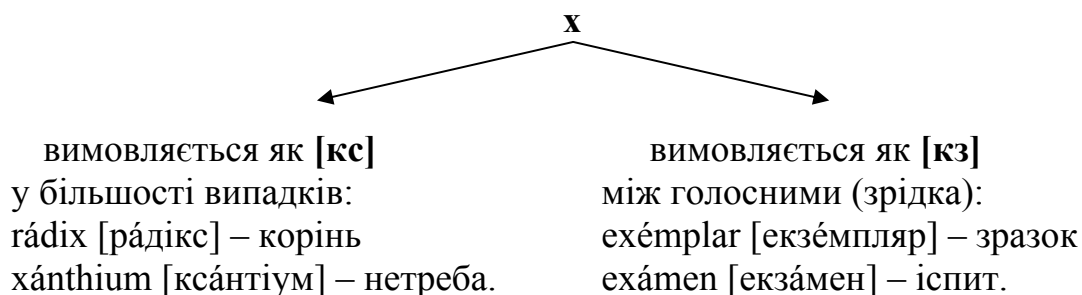 x
вимовляється як [кс]
у більшості випадків:
rádix [рáдікс] – корінь
xánthium [ксáнтіум] – нетреба.
вимовляється як [кз]
між голосними (зрідка):
exémplar [екзéмпляр] – зразок
exámen [екзáмен] – іспит.